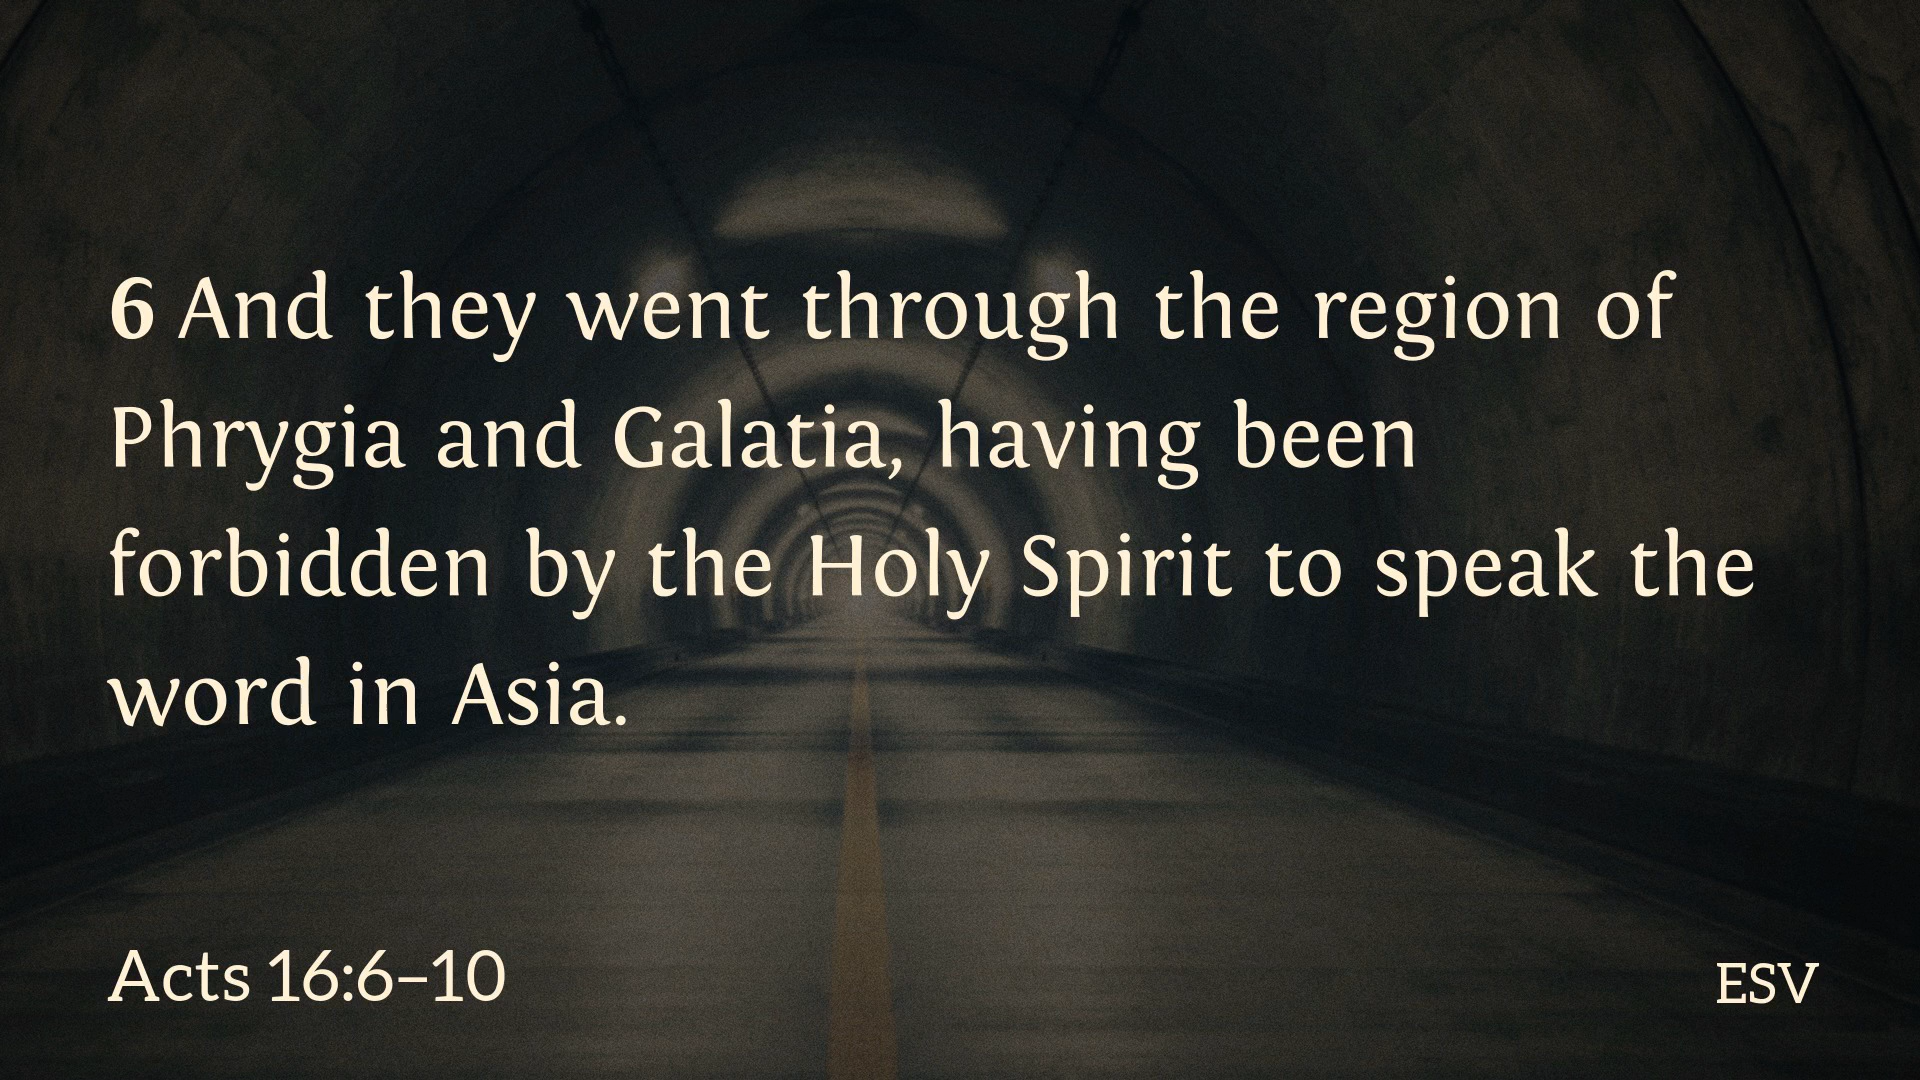 6 And they went through the region of
Phrygia and Galatia, having been
forbidden by the Holy Spirit to speak the
word in Asia.
Acts 16:6–10
ESV